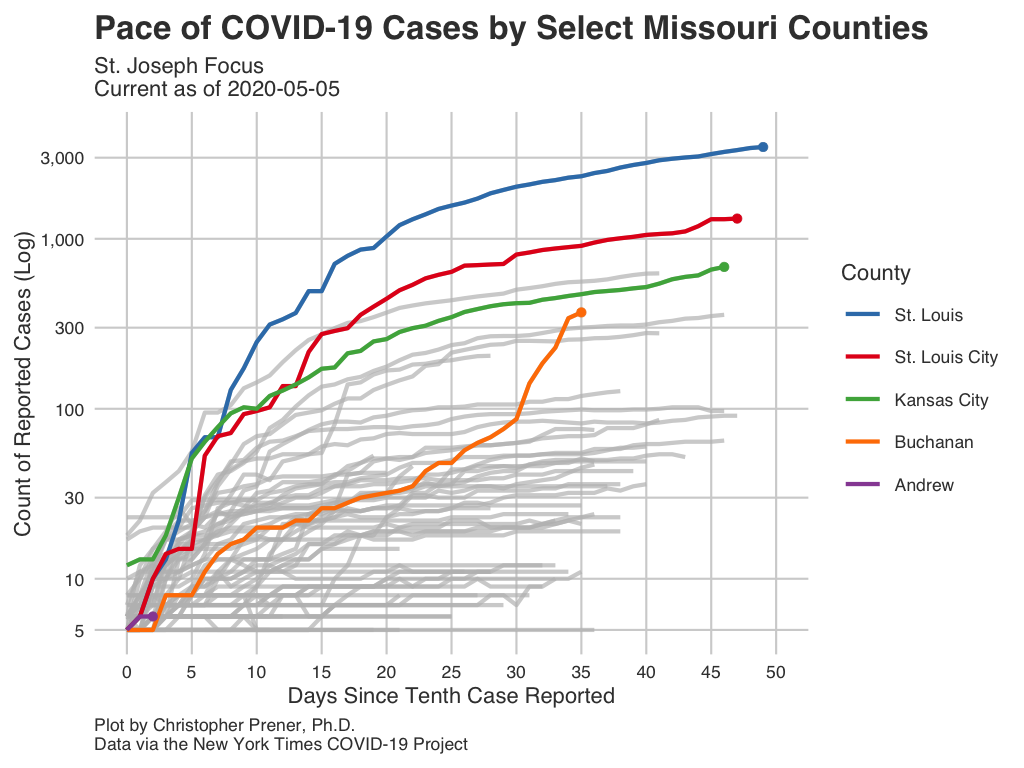 Pace of COVID-19 Cases by Select Missouri Counties
St. Joseph Focus
Current as of 2020-05-05
Count of Reported Cases (Log)
3,000
1,000
300
100
30
10
5
0 5 10 15 20 25 30 35 40 45 50
Days Since Tenth Case Reported
County
St. Louis
St. Louis City
Kansas City
Buchanan
Andrew
Plot by Christopher Prener, Ph.D.
Data via the New York Times COVID-19 Project